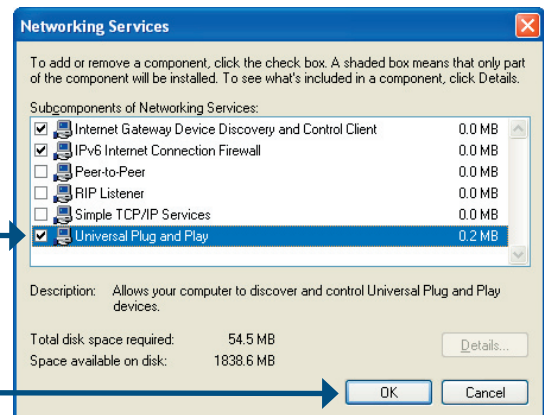 Networking Services
To add or remove a component, click the check box. A shaded box means that only part
of the component will be installed. To see what's included in a component, click Details.
Subcomponents of Networking Services:
Internet Gateway Device Discovery and Control Client 0.0 MB
IPv6 Internet Connection Firewall 0.0 MB
Peer-to-Peer 0.0 MB
RIP Listener 0.0 MB
Simple TCP/IP Services 0.0 MB
Universal Plug and Play 0.2 MB
Description: Allows your computer to discover and control Universal Plug and Play
devices.
Total disk space required: 54.5 MB
Details...
Space available on disk: 1838.6 MB
OK Cancel